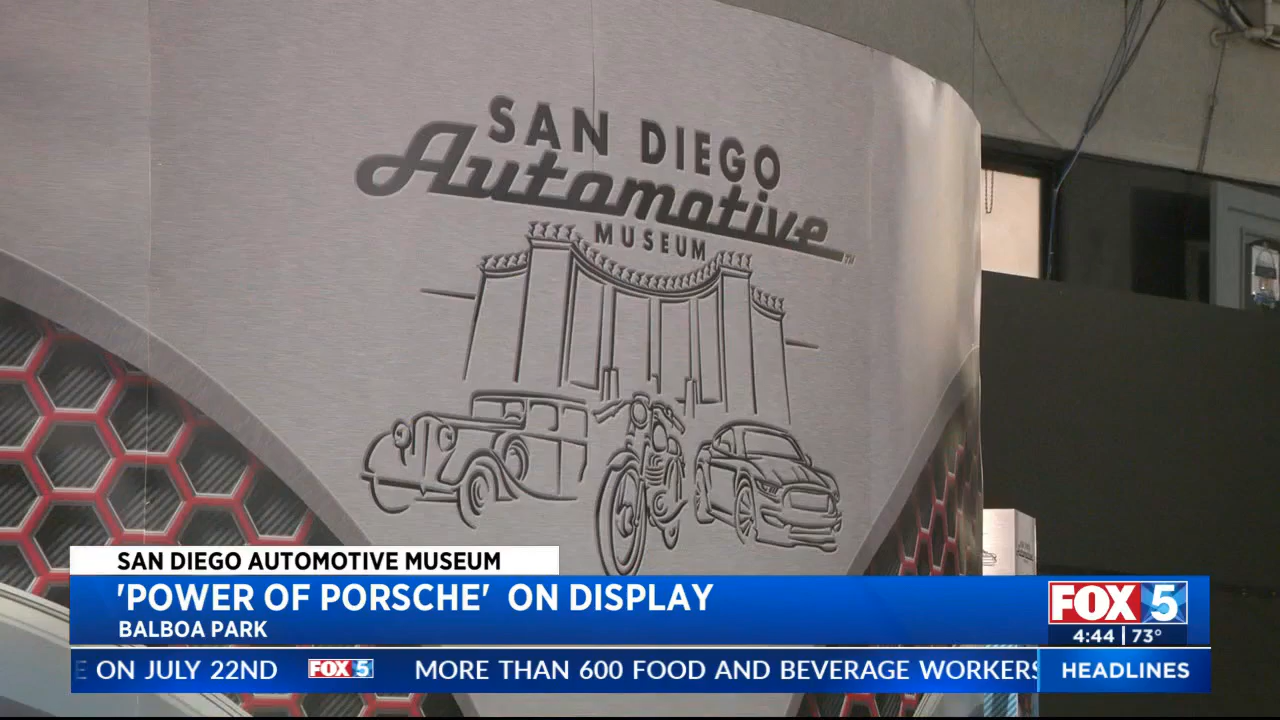 SAN DIEGO
Automotive
MUSEUM
TM
SAN DIEGO AUTOMOTIVE MUSEUM
'POWER OF PORSCHE' ON DISPLAY
BALBOA PARK
FOX 5
4:44 | 73°
E ON JULY 22ND FOX 5 MORE THAN 600 FOOD AND BEVERAGE WORKERS
HEADLINES